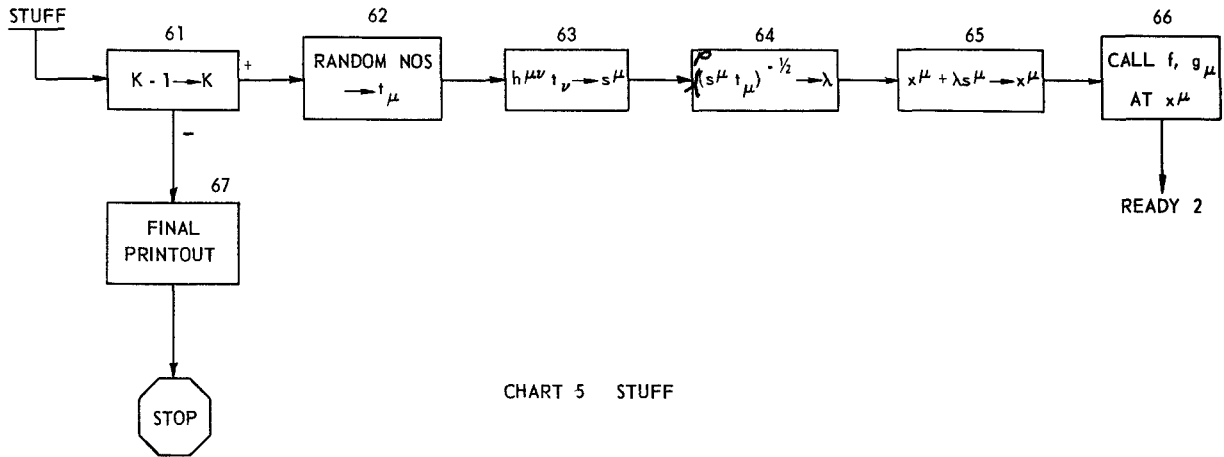 STUFF
61
K - 1 → K
+
-
62
RANDOM NOS
→ t_μ
63
h^μν t_ν → s^μ
64
(s^μ t_μ)^-½ → λ
65
x^μ + λs^μ → x^μ
66
CALL f, g_μ
AT x^μ
READY 2
67
FINAL
PRINTOUT
STOP
CHART 5 STUFF